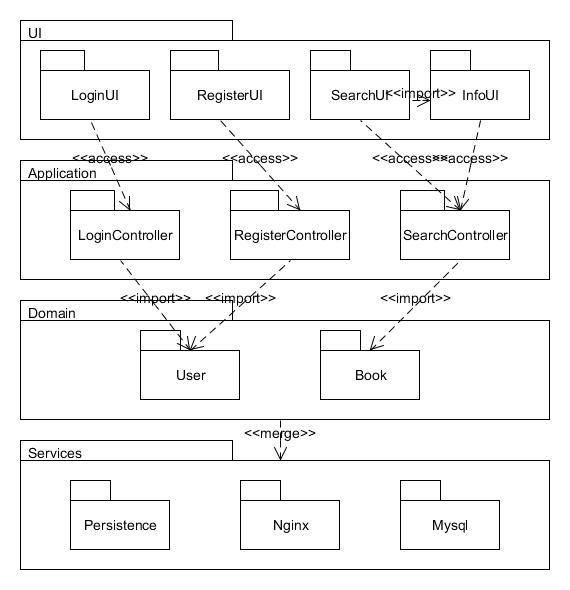 UI
LoginUI
RegisterUI
SearchUI
<<import>>
InfoUI
<<access>>
<<access>>
<<access>>
<<access>>
Application
LoginController
RegisterController
SearchController
<<import>>
<<import>>
<<import>>
Domain
User
Book
<<merge>>
Services
Persistence
Nginx
Mysql